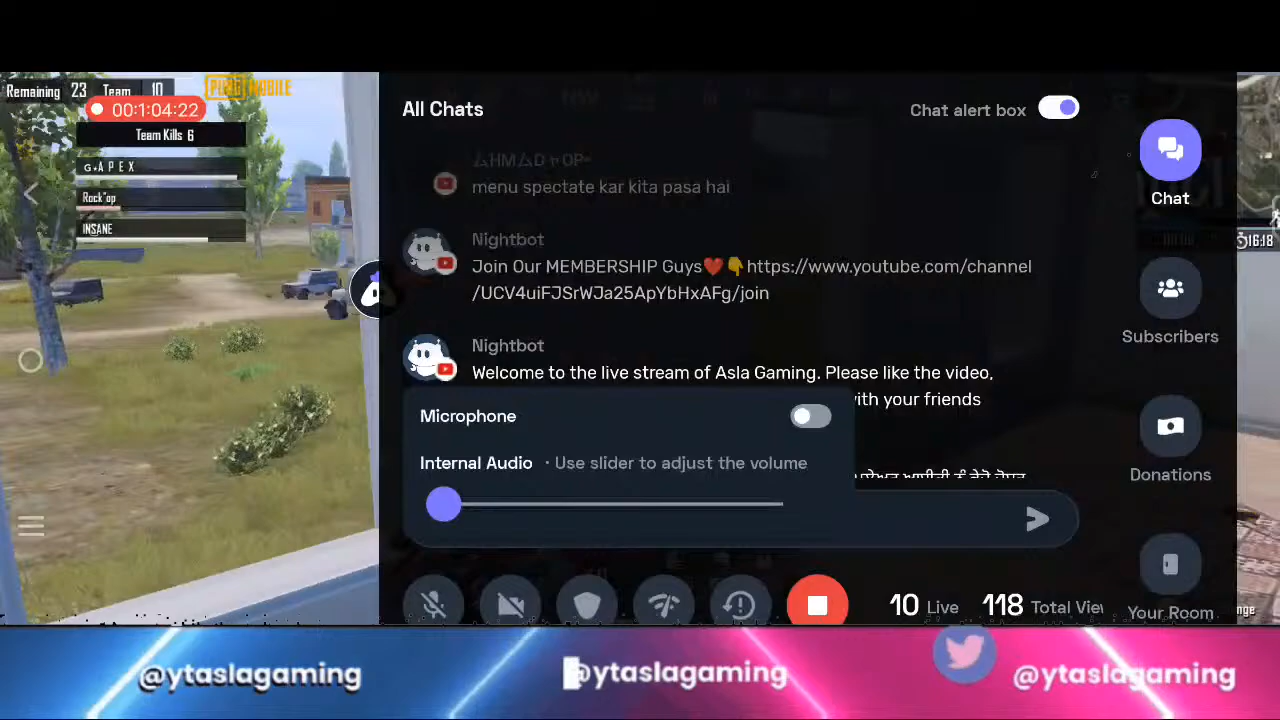 Remaining 23 Team 10
PUBG MOBILE
00:1:04:22
Team Kills 6
G★A P E X
Rock~op
INSANE
All Chats
Chat alert box
menu spectate kar kita pasa hai
Nightbot
Join Our MEMBERSHIP Guys❤️👇https://www.youtube.com/channel
/UCV4uiFJSrWJa25ApYbHxAFg/join
Nightbot
Welcome to the live stream of Asla Gaming. Please like the video,
with your friends
Microphone
Internal Audio · Use slider to adjust the volume
10 Live 118 Total Viev
Chat
16:18
Subscribers
Donations
Your Room
@ytaslagaming
@ytaslagaming
@ytaslagaming